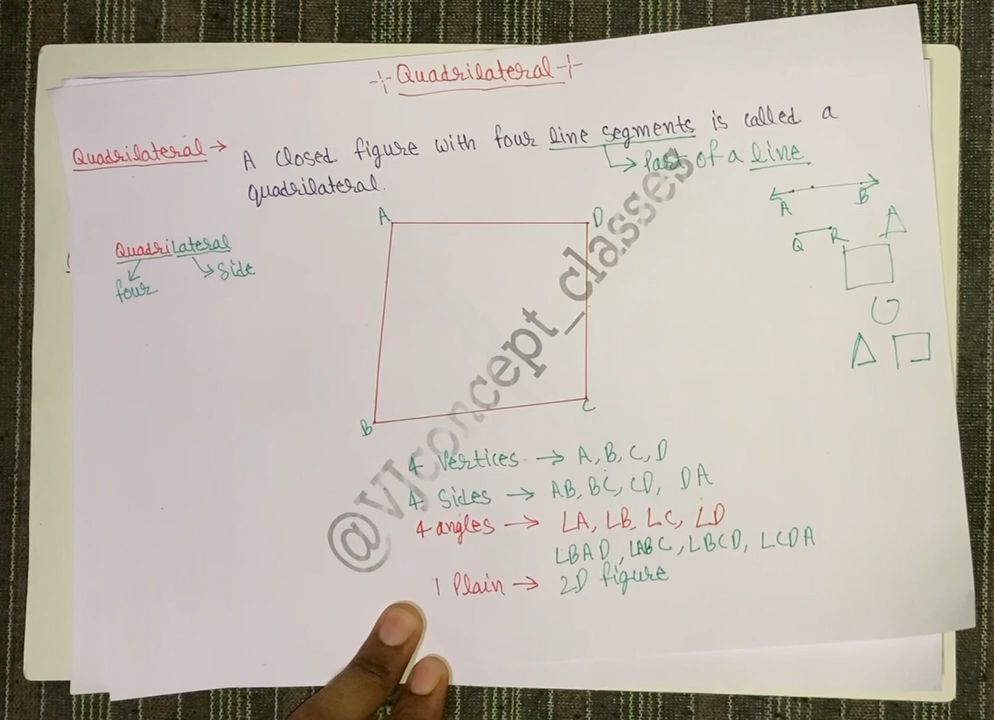 Quadrilateral
Quadrilateral → A closed figure with four line segments is called a
↳ Part of a line
quadrilateral.
A B
Q R
Quadrilateral
four side
A D
B C
4 Vertices → A, B, C, D
4 Sides → AB, BC, CD, DA
4 angles → ∠A, ∠B, ∠C, ∠D
∠BAD, ∠ABC, ∠BCD, ∠CDA
1 Plain → 2D figure
@VJconcept_classes